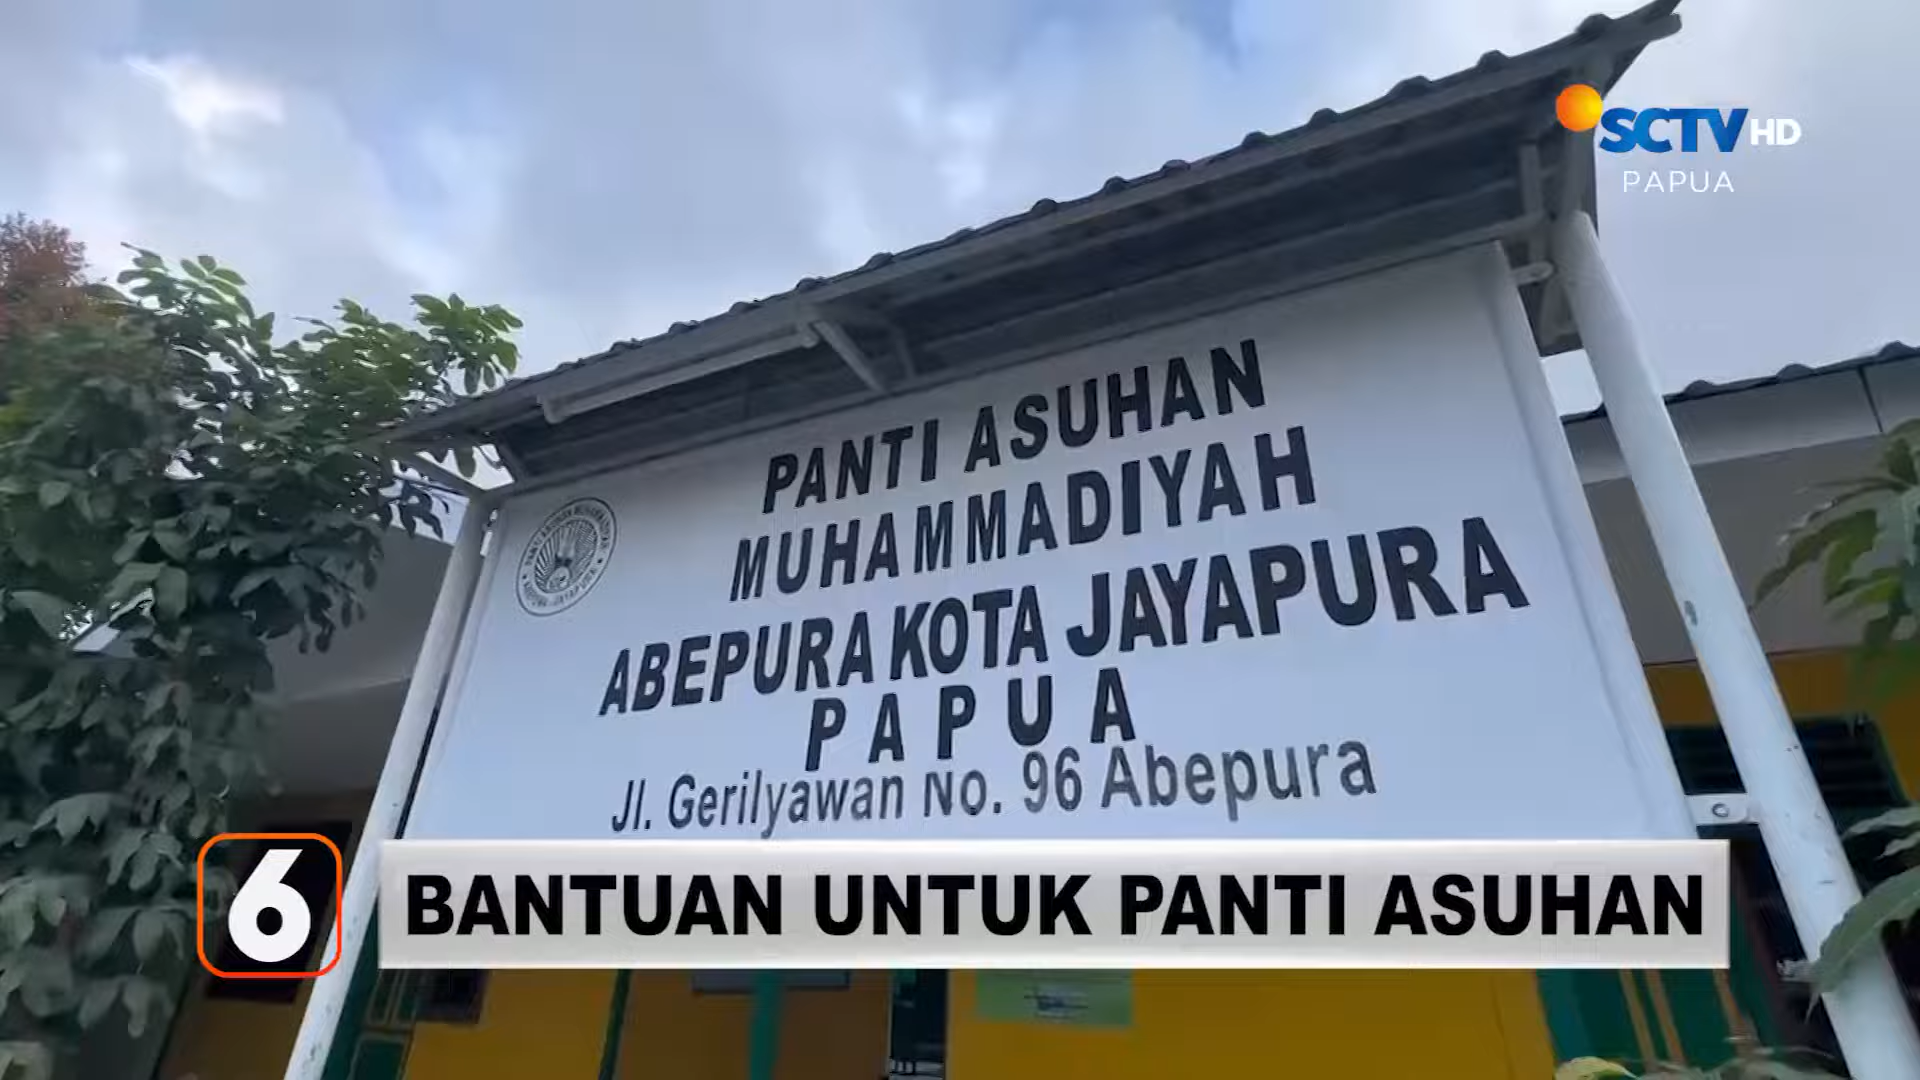 SCTV HD
PAPUA
PANTI ASUHAN
MUHAMMADIYAH
ABEPURA KOTA JAYAPURA
PAPUA
Jl. Gerilyawan No. 96 Abepura
6 BANTUAN UNTUK PANTI ASUHAN